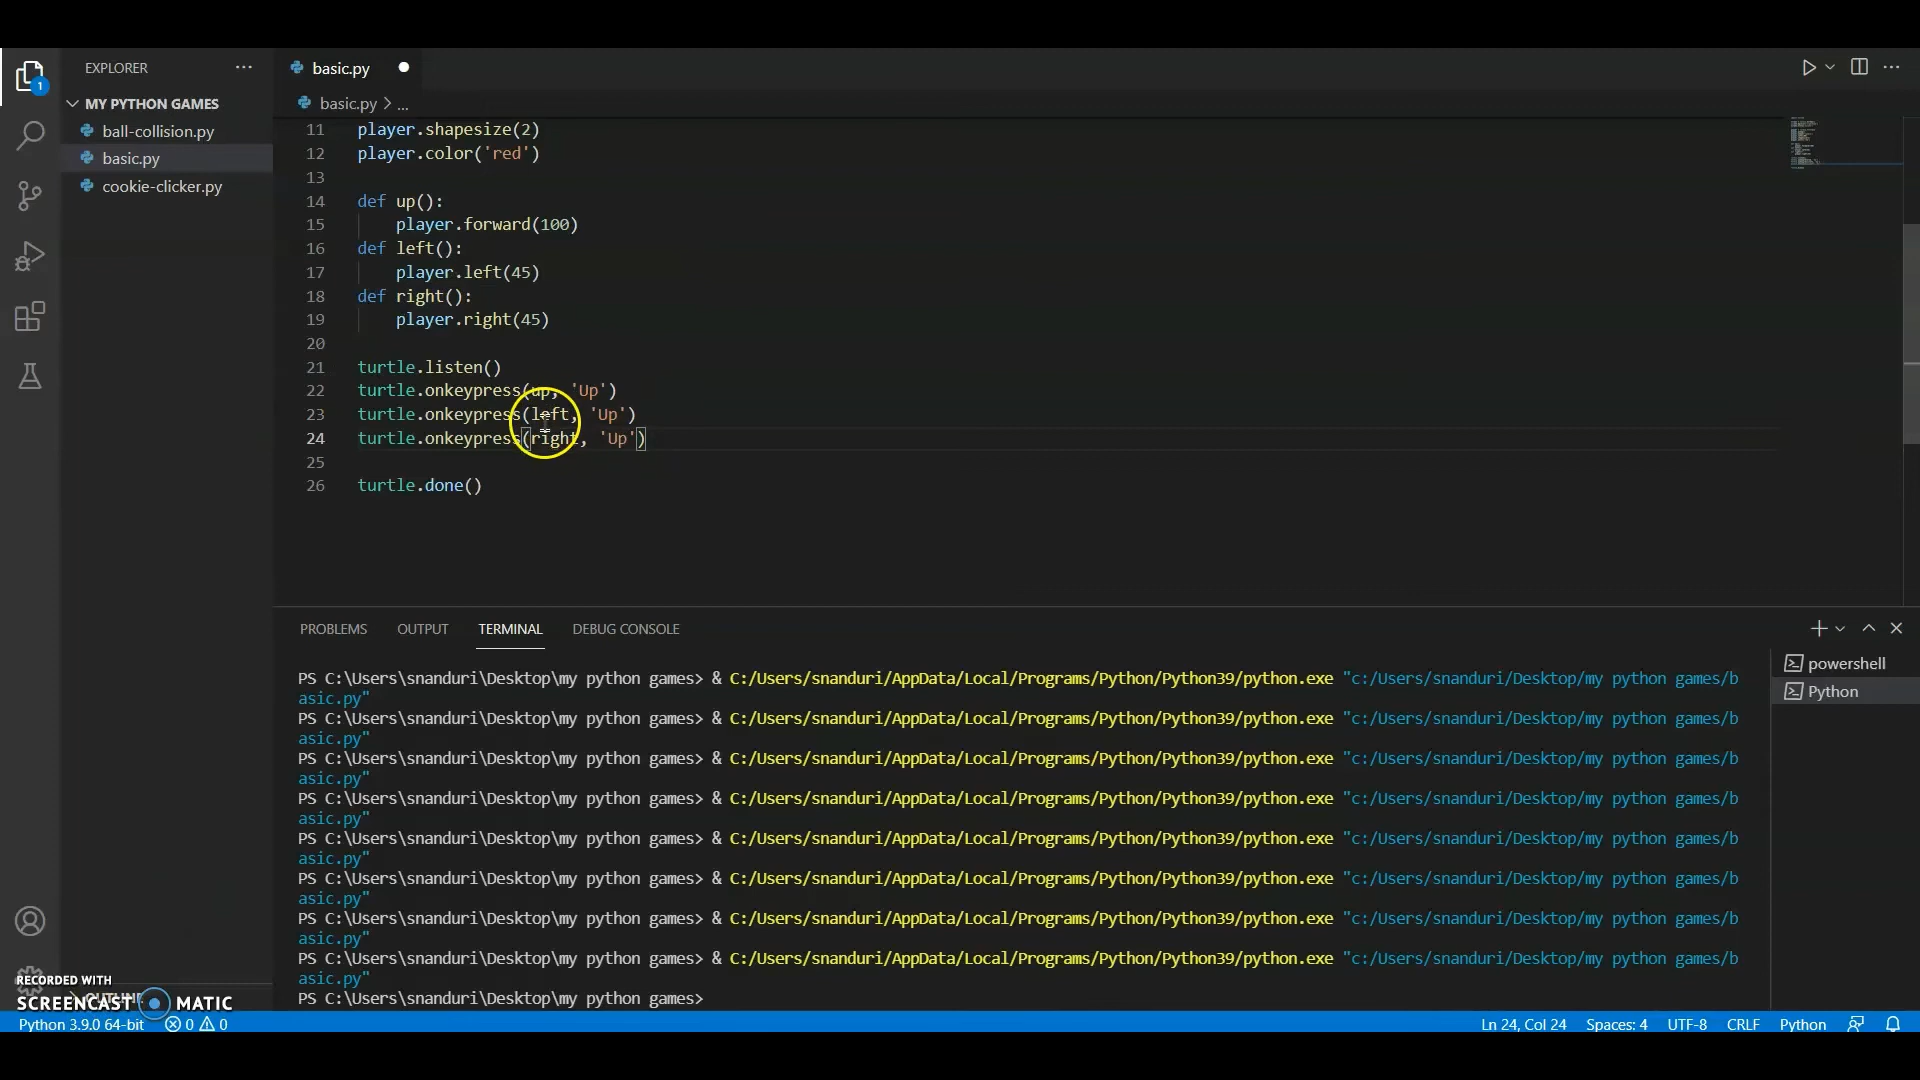 EXPLORER
basic.py
MY PYTHON GAMES
basic.py > ...
ball-collision.py
basic.py
cookie-clicker.py
11 player.shapesize(2)
12 player.color('red')
13
14 def up():
15 player.forward(100)
16 def left():
17 player.left(45)
18 def right():
19 player.right(45)
20
21 turtle.listen()
22 turtle.onkeypress(up, 'Up')
23 turtle.onkeypress(left, 'Up')
24 turtle.onkeypress(right, 'Up')
25
26 turtle.done()
PROBLEMS OUTPUT TERMINAL DEBUG CONSOLE
powershell
Python
PS C:\Users\snanduri\Desktop\my python games> & C:/Users/snanduri/AppData/Local/Programs/Python/Python39/python.exe "c:/Users/snanduri/Desktop/my python games/b
asic.py"
PS C:\Users\snanduri\Desktop\my python games> & C:/Users/snanduri/AppData/Local/Programs/Python/Python39/python.exe "c:/Users/snanduri/Desktop/my python games/b
asic.py"
PS C:\Users\snanduri\Desktop\my python games> & C:/Users/snanduri/AppData/Local/Programs/Python/Python39/python.exe "c:/Users/snanduri/Desktop/my python games/b
asic.py"
PS C:\Users\snanduri\Desktop\my python games> & C:/Users/snanduri/AppData/Local/Programs/Python/Python39/python.exe "c:/Users/snanduri/Desktop/my python games/b
asic.py"
PS C:\Users\snanduri\Desktop\my python games> & C:/Users/snanduri/AppData/Local/Programs/Python/Python39/python.exe "c:/Users/snanduri/Desktop/my python games/b
asic.py"
PS C:\Users\snanduri\Desktop\my python games> & C:/Users/snanduri/AppData/Local/Programs/Python/Python39/python.exe "c:/Users/snanduri/Desktop/my python games/b
asic.py"
PS C:\Users\snanduri\Desktop\my python games> & C:/Users/snanduri/AppData/Local/Programs/Python/Python39/python.exe "c:/Users/snanduri/Desktop/my python games/b
asic.py"
PS C:\Users\snanduri\Desktop\my python games> & C:/Users/snanduri/AppData/Local/Programs/Python/Python39/python.exe "c:/Users/snanduri/Desktop/my python games/b
asic.py"
PS C:\Users\snanduri\Desktop\my python games>
1
RECORDED WITH
SCREENCAST MATIC
OUTLINE
Python 3.9.0 64-bit 0 0 Ln 24, Col 24 Spaces: 4 UTF-8 CRLF Python